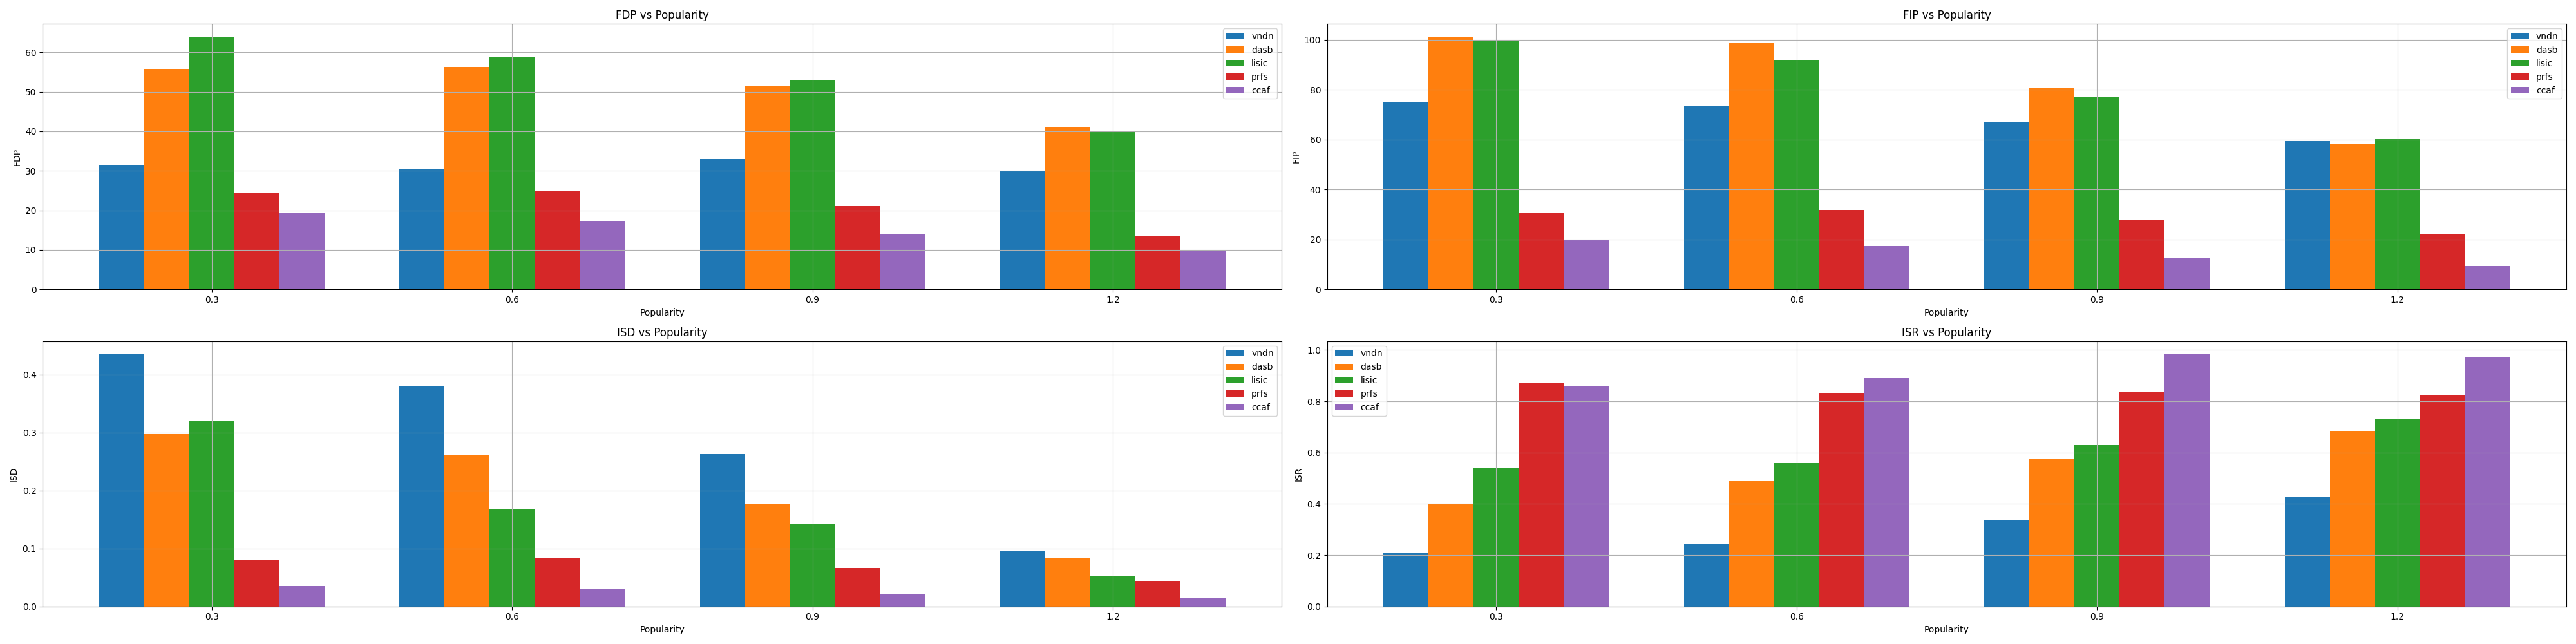 FDP vs Popularity
FDP
60
50
40
30
20
10
0
0.3 0.6 0.9 1.2
Popularity
vndn
dasb
lisic
prfs
ccaf
FIP vs Popularity
FIP
100
80
60
40
20
0
0.3 0.6 0.9 1.2
Popularity
vndn
dasb
lisic
prfs
ccaf
ISD vs Popularity
ISD
0.4
0.3
0.2
0.1
0.0
0.3 0.6 0.9 1.2
Popularity
vndn
dasb
lisic
prfs
ccaf
ISR vs Popularity
ISR
1.0
0.8
0.6
0.4
0.2
0.0
0.3 0.6 0.9 1.2
Popularity
vndn
dasb
lisic
prfs
ccaf